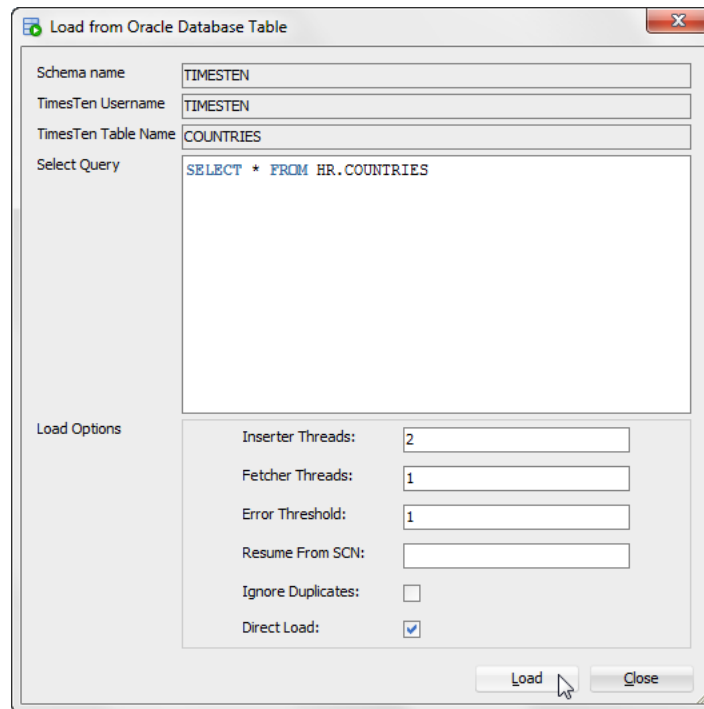 Load from Oracle Database Table
Schema name TIMESTEN
TimesTen Username TIMESTEN
TimesTen Table Name COUNTRIES
Select Query SELECT * FROM HR.COUNTRIES
Load Options
Inserter Threads: 2
Fetcher Threads: 1
Error Threshold: 1
Resume From SCN:
Ignore Duplicates:
Direct Load:
Load Close